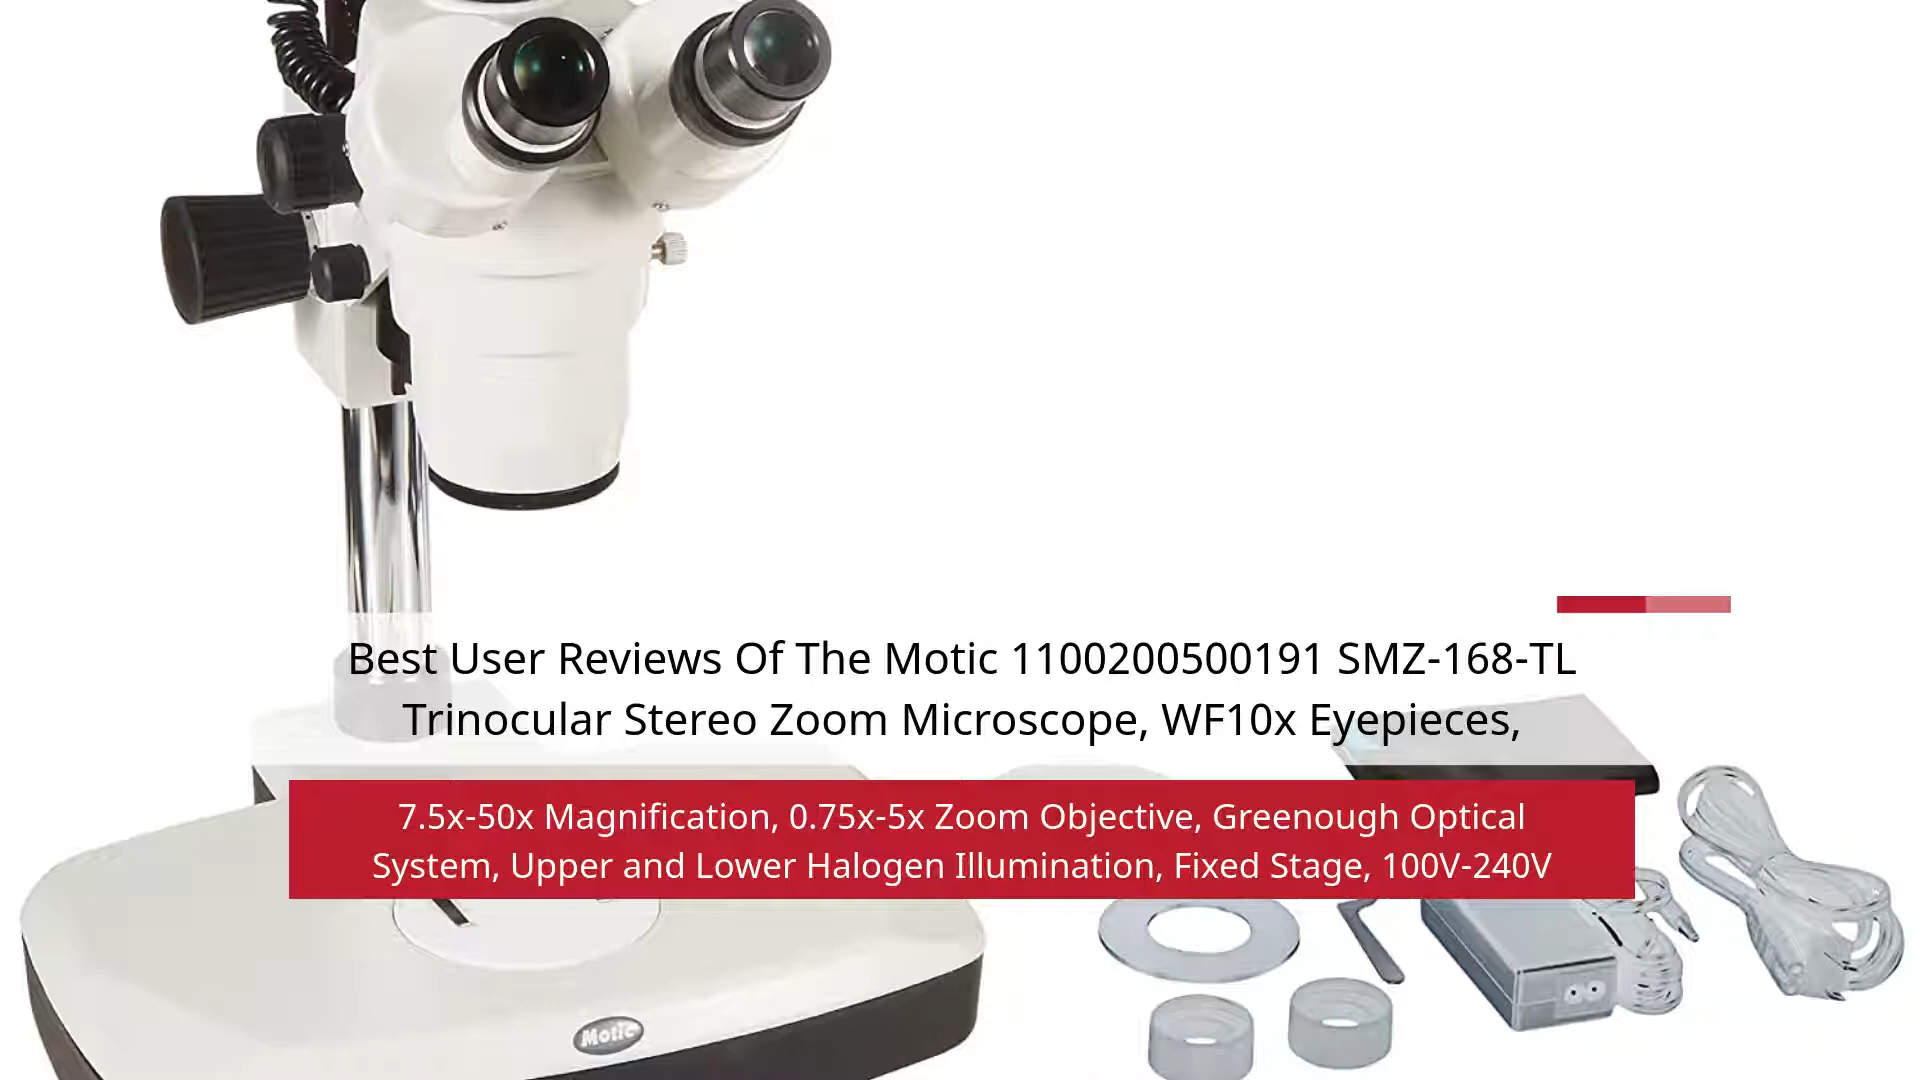 Best User Reviews Of The Motic 1100200500191 SMZ-168-TL
Trinocular Stereo Zoom Microscope, WF10x Eyepieces,
7.5x-50x Magnification, 0.75x-5x Zoom Objective, Greenough Optical
System, Upper and Lower Halogen Illumination, Fixed Stage, 100V-240V
Motic